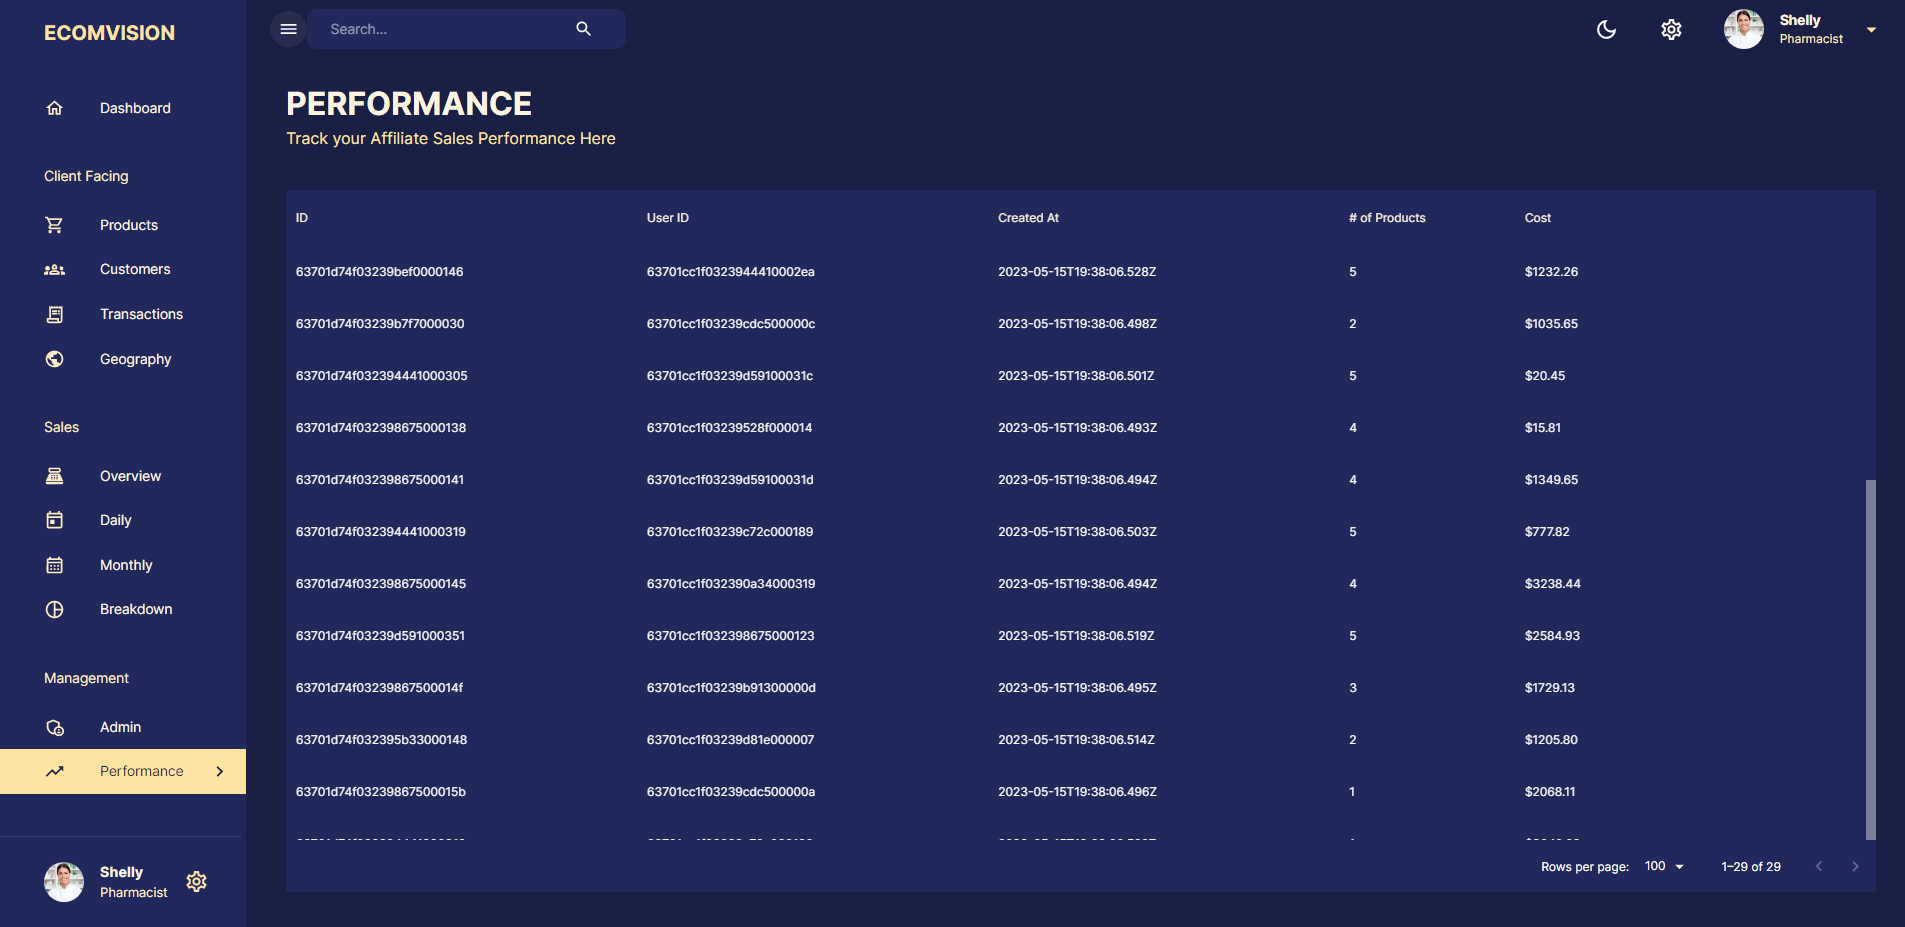 ECOMVISION
Search...
Shelly
Pharmacist
Dashboard
Client Facing
Products
Customers
Transactions
Geography
Sales
Overview
Daily
Monthly
Breakdown
Management
Admin
Performance
Shelly
Pharmacist
PERFORMANCE
Track your Affiliate Sales Performance Here
ID User ID Created At # of Products Cost
63701d74f03239bef0000146 63701cc1f0323944410002ea 2023-05-15T19:38:06.528Z 5 $1232.26
63701d74f03239b7f7000030 63701cc1f03239cdc500000c 2023-05-15T19:38:06.498Z 2 $1035.65
63701d74f032394441000305 63701cc1f03239d59100031c 2023-05-15T19:38:06.501Z 5 $20.45
63701d74f032398675000138 63701cc1f03239528f000014 2023-05-15T19:38:06.493Z 4 $15.81
63701d74f032398675000141 63701cc1f03239d59100031d 2023-05-15T19:38:06.494Z 4 $1349.65
63701d74f032394441000319 63701cc1f03239c72c000189 2023-05-15T19:38:06.503Z 5 $777.82
63701d74f032398675000145 63701cc1f032390a34000319 2023-05-15T19:38:06.494Z 4 $3238.44
63701d74f03239d591000351 63701cc1f032398675000123 2023-05-15T19:38:06.519Z 5 $2584.93
63701d74f03239867500014f 63701cc1f03239b91300000d 2023-05-15T19:38:06.495Z 3 $1729.13
63701d74f032395b33000148 63701cc1f03239d81e000007 2023-05-15T19:38:06.514Z 2 $1205.80
63701d74f03239867500015b 63701cc1f03239cdc500000a 2023-05-15T19:38:06.496Z 1 $2068.11
Rows per page: 100 1–29 of 29